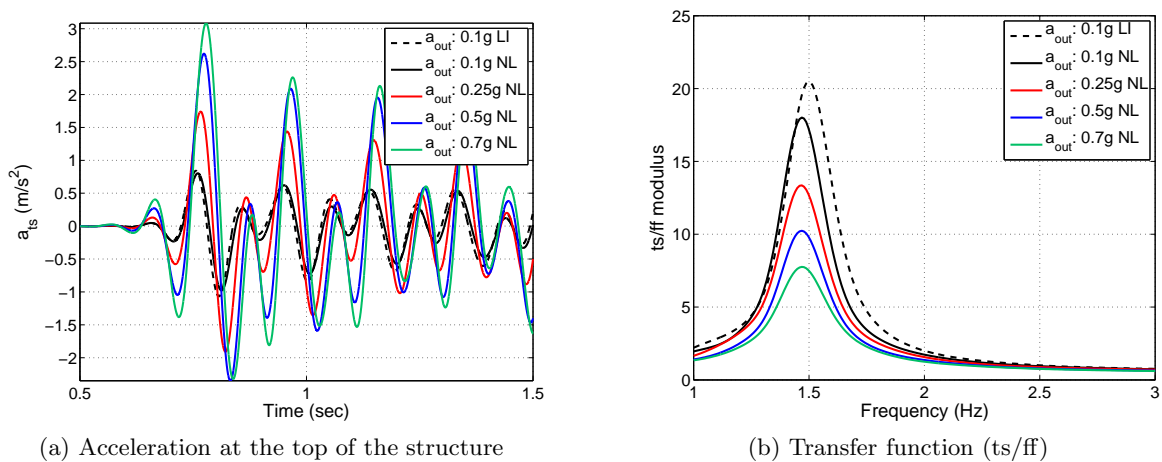 3
2.5
2
1.5
1
0.5
0
−0.5
−1
−1.5
−2
0.5 1 1.5
Time (sec)
a_ts (m/s²)
a_out: 0.1g LI
a_out: 0.1g NL
a_out: 0.25g NL
a_out: 0.5g NL
a_out: 0.7g NL
(a) Acceleration at the top of the structure
25
20
15
10
5
0
1 1.5 2 2.5 3
Frequency (Hz)
ts/ff modulus
a_out: 0.1g LI
a_out: 0.1g NL
a_out: 0.25g NL
a_out: 0.5g NL
a_out: 0.7g NL
(b) Transfer function (ts/ff)